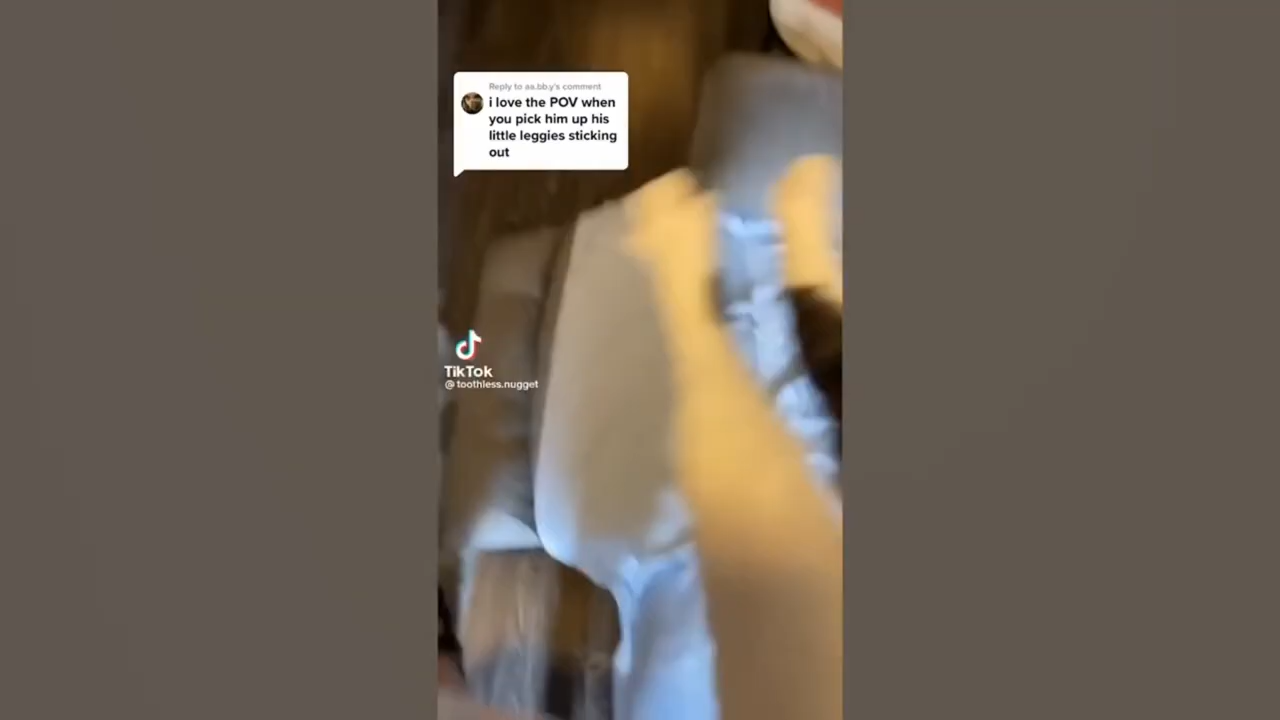 Reply to aa.bb.y's comment
i love the POV when
you pick him up his
little leggies sticking
out
TikTok
@toothless.nugget